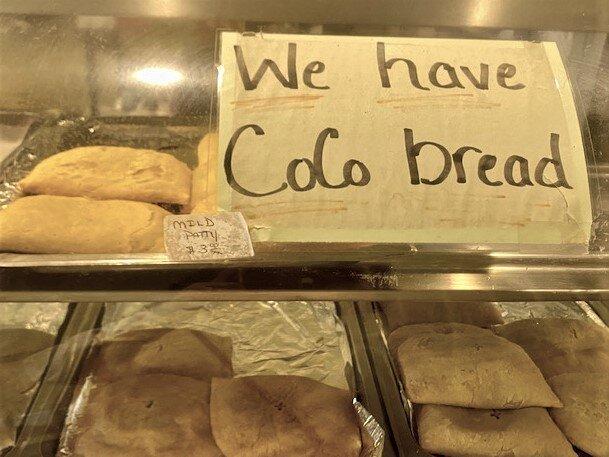 We have
CoCo bread
MILD
Patty
$3